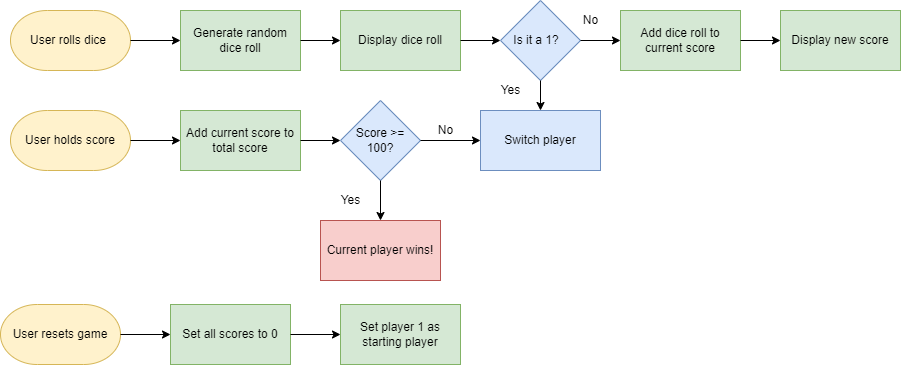 User rolls dice
Generate random
dice roll
Display dice roll
Is it a 1?
No
Add dice roll to
current score
Display new score
Yes
User holds score
Add current score to
total score
Score >=
100?
No
Switch player
Yes
Current player wins!
User resets game
Set all scores to 0
Set player 1 as
starting player